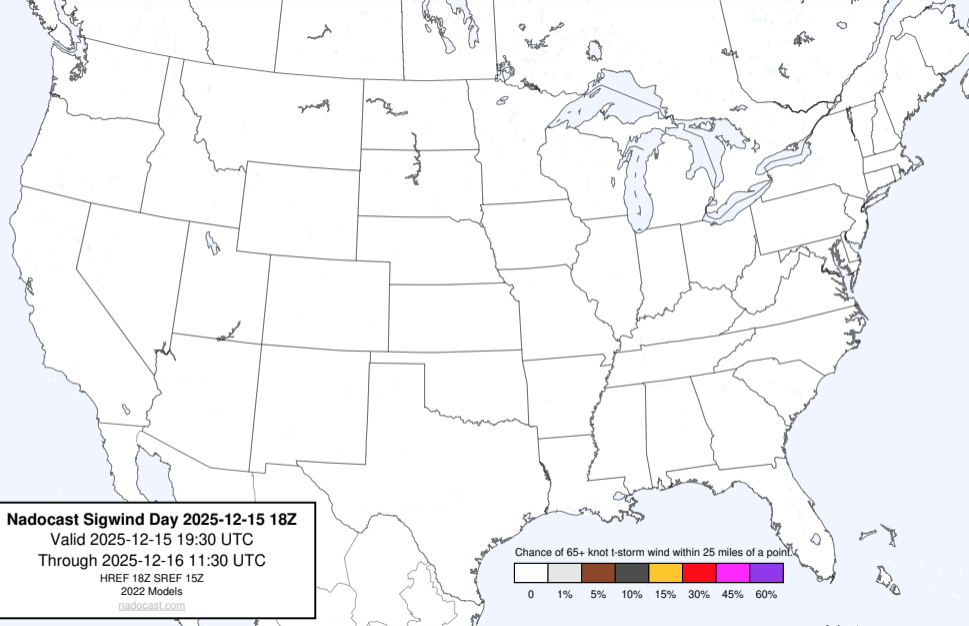 Nadocast Sigwind Day 2025-12-15 18Z
Valid 2025-12-15 19:30 UTC
Through 2025-12-16 11:30 UTC
HREF 18Z SREF 15Z
2022 Models
nadocast.com
Chance of 65+ knot t-storm wind within 25 miles of a point.
0 1% 5% 10% 15% 30% 45% 60%